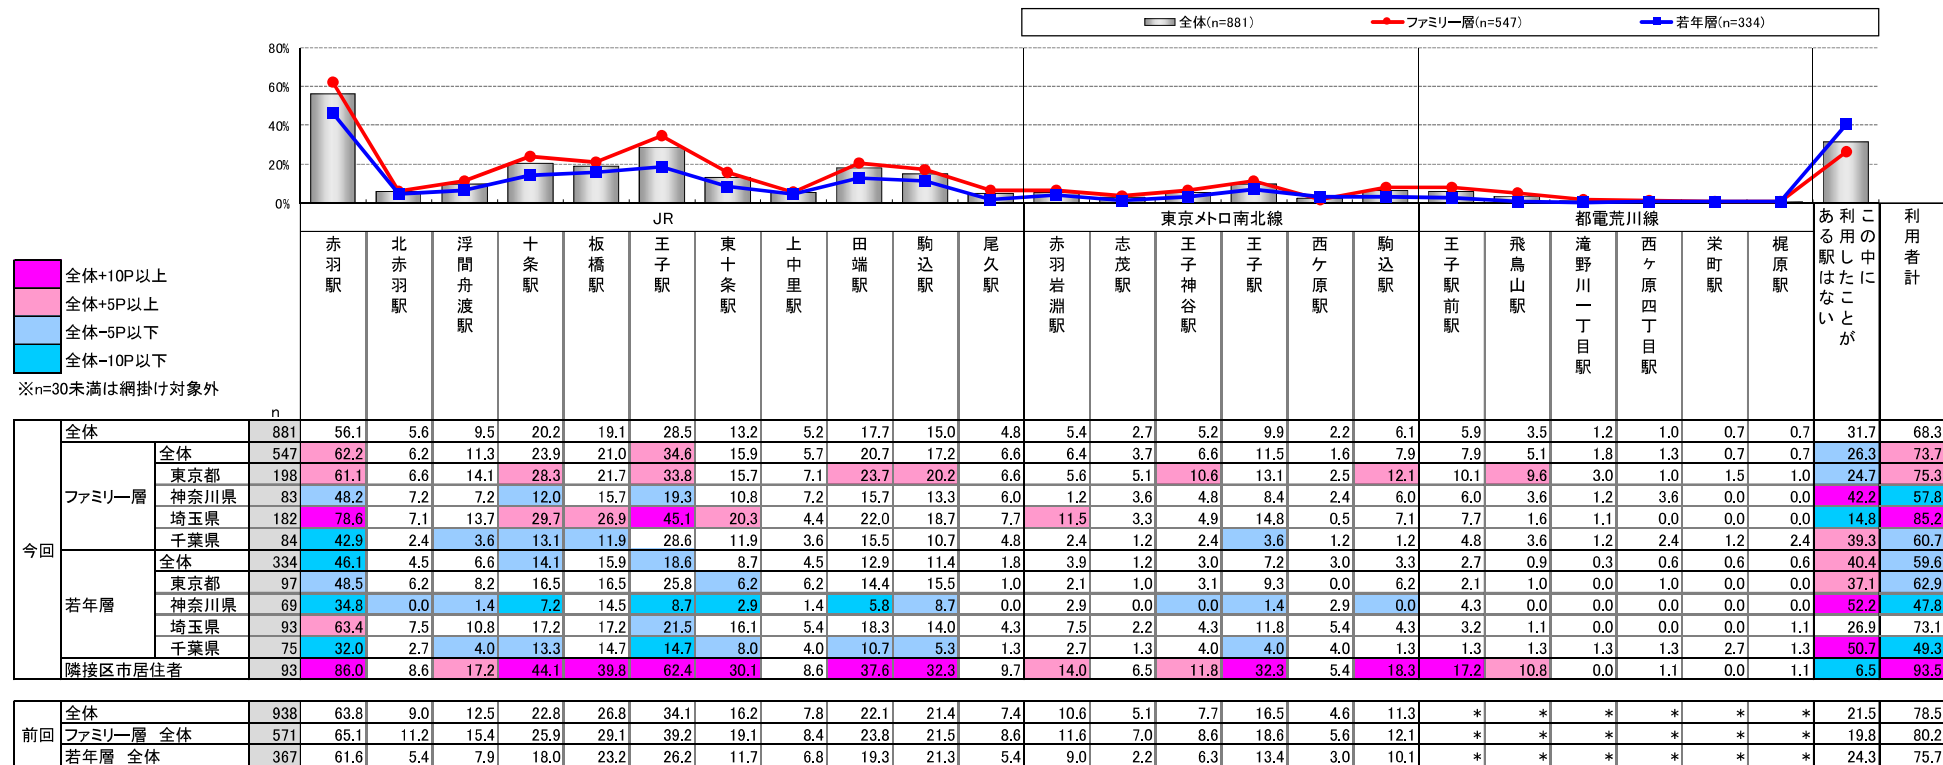 全体(n=881) ファミリー層(n=547) 若年層(n=334)
80%
60%
40%
20%
0%
JR 東京メトロ南北線 都電荒川線
赤羽駅 北赤羽駅 浮間舟渡駅 十条駅 板橋駅 王子駅 東十条駅 上中里駅 田端駅 駒込駅 尾久駅 赤羽岩淵駅 志茂駅 王子神谷駅 王子駅 西ケ原駅 駒込駅 王子駅前駅 飛鳥山駅 滝野川一丁目駅 西ヶ原四丁目駅 栄町駅 梶原駅 この中に利用したことがある駅はない 利用者計
全体+10P以上
全体+5P以上
全体-5P以下
全体-10P以下
※n=30未満は網掛け対象外
n
今回
全体 881 56.1 5.6 9.5 20.2 19.1 28.5 13.2 5.2 17.7 15.0 4.8 5.4 2.7 5.2 9.9 2.2 6.1 5.9 3.5 1.2 1.0 0.7 0.7 31.7 68.3
ファミリー層
全体 547 62.2 6.2 11.3 23.9 21.0 34.6 15.9 5.7 20.7 17.2 6.6 6.4 3.7 6.6 11.5 1.6 7.9 7.9 5.1 1.8 1.3 0.7 0.7 26.3 73.7
東京都 198 61.1 6.6 14.1 28.3 21.7 33.8 15.7 7.1 23.7 20.2 6.6 5.6 5.1 10.6 13.1 2.5 12.1 10.1 9.6 3.0 1.0 1.5 1.0 24.7 75.3
神奈川県 83 48.2 7.2 7.2 12.0 15.7 19.3 10.8 7.2 15.7 13.3 6.0 1.2 3.6 4.8 8.4 2.4 6.0 6.0 3.6 1.2 3.6 0.0 0.0 42.2 57.8
埼玉県 182 78.6 7.1 13.7 29.7 26.9 45.1 20.3 4.4 22.0 18.7 7.7 11.5 3.3 4.9 14.8 0.5 7.1 7.7 1.6 1.1 0.0 0.0 0.0 14.8 85.2
千葉県 84 42.9 2.4 3.6 13.1 11.9 28.6 11.9 3.6 15.5 10.7 4.8 2.4 1.2 2.4 3.6 1.2 1.2 4.8 3.6 1.2 2.4 1.2 2.4 39.3 60.7
若年層
全体 334 46.1 4.5 6.6 14.1 15.9 18.6 8.7 4.5 12.9 11.4 1.8 3.9 1.2 3.0 7.2 3.0 3.3 2.7 0.9 0.3 0.6 0.6 0.6 40.4 59.6
東京都 97 48.5 6.2 8.2 16.5 16.5 25.8 6.2 6.2 14.4 15.5 1.0 2.1 1.0 3.1 9.3 0.0 6.2 2.1 1.0 0.0 1.0 0.0 0.0 37.1 62.9
神奈川県 69 34.8 0.0 1.4 7.2 14.5 8.7 2.9 1.4 5.8 8.7 0.0 2.9 0.0 0.0 1.4 2.9 0.0 4.3 0.0 0.0 0.0 0.0 0.0 52.2 47.8
埼玉県 93 63.4 7.5 10.8 17.2 17.2 21.5 16.1 5.4 18.3 14.0 4.3 7.5 2.2 4.3 11.8 5.4 4.3 3.2 1.1 0.0 0.0 0.0 1.1 26.9 73.1
千葉県 75 32.0 2.7 4.0 13.3 14.7 14.7 8.0 4.0 10.7 5.3 1.3 2.7 1.3 4.0 4.0 4.0 1.3 1.3 1.3 1.3 1.3 2.7 1.3 50.7 49.3
隣接区市居住者 93 86.0 8.6 17.2 44.1 39.8 62.4 30.1 8.6 37.6 32.3 9.7 14.0 6.5 11.8 32.3 5.4 18.3 17.2 10.8 0.0 1.1 0.0 1.1 6.5 93.5
前回
全体 938 63.8 9.0 12.5 22.8 26.8 34.1 16.2 7.8 22.1 21.4 7.4 10.6 5.1 7.7 16.5 4.6 11.3 * * * * * * 21.5 78.5
ファミリー層 全体 571 65.1 11.2 15.4 25.9 29.1 39.2 19.1 8.4 23.8 21.5 8.6 11.6 7.0 8.6 18.6 5.6 12.1 * * * * * * 19.8 80.2
若年層 全体 367 61.6 5.4 7.9 18.0 23.2 26.2 11.7 6.8 19.3 21.3 5.4 9.0 2.2 6.3 13.4 3.0 10.1 * * * * * * 24.3 75.7